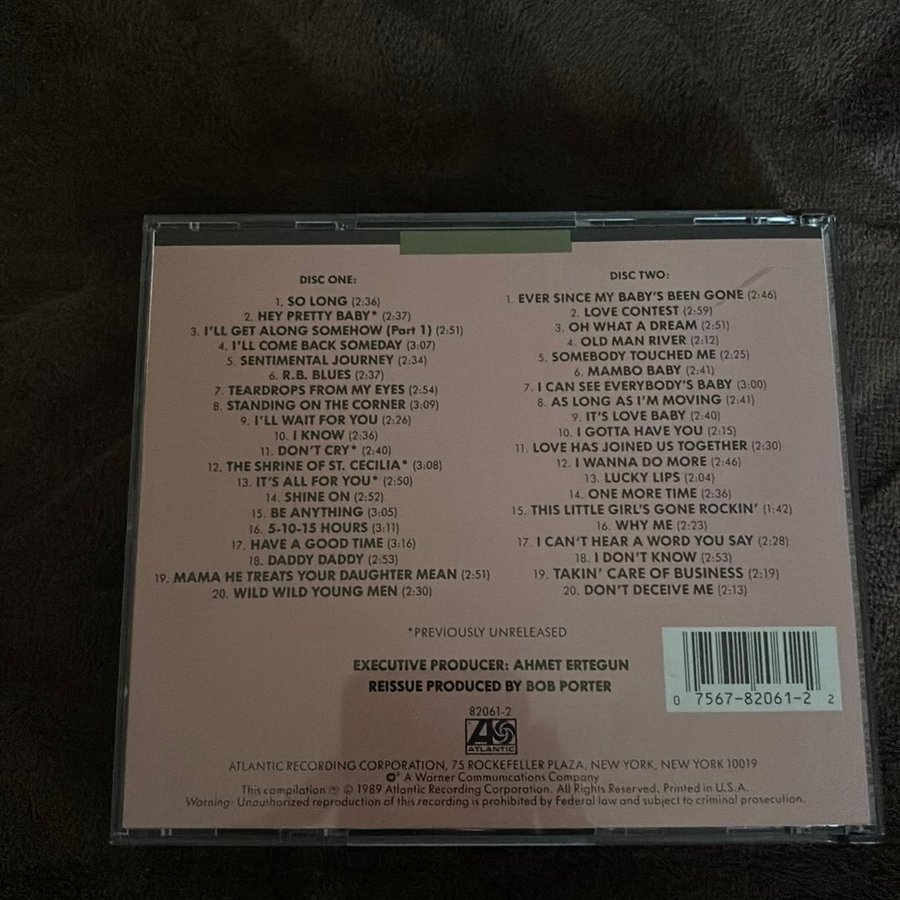 DISC ONE:
1. SO LONG (2:36)
2. HEY PRETTY BABY* (2:37)
3. I'LL GET ALONG SOMEHOW (Part 1) (2:51)
4. I'LL COME BACK SOMEDAY (3:07)
5. SENTIMENTAL JOURNEY (2:34)
6. R.B. BLUES (2:37)
7. TEARDROPS FROM MY EYES (2:54)
8. STANDING ON THE CORNER (3:09)
9. I'LL WAIT FOR YOU (2:26)
10. I KNOW (2:36)
11. DON'T CRY* (2:40)
12. THE SHRINE OF ST. CECILIA* (3:08)
13. IT'S ALL FOR YOU* (2:50)
14. SHINE ON (2:52)
15. BE ANYTHING (3:05)
16. 5-10-15 HOURS (3:11)
17. HAVE A GOOD TIME (3:16)
18. DADDY DADDY (2:53)
19. MAMA HE TREATS YOUR DAUGHTER MEAN (2:51)
20. WILD WILD YOUNG MEN (2:30)
DISC TWO:
1. EVER SINCE MY BABY'S BEEN GONE (2:46)
2. LOVE CONTEST (2:59)
3. OH WHAT A DREAM (2:51)
4. OLD MAN RIVER (2:12)
5. SOMEBODY TOUCHED ME (2:25)
6. MAMBO BABY (2:41)
7. I CAN SEE EVERYBODY'S BABY (3:00)
8. AS LONG AS I'M MOVING (2:41)
9. IT'S LOVE BABY (2:40)
10. I GOTTA HAVE YOU (2:15)
11. LOVE HAS JOINED US TOGETHER (2:30)
12. I WANNA DO MORE (2:46)
13. LUCKY LIPS (2:04)
14. ONE MORE TIME (2:36)
15. THIS LITTLE GIRL'S GONE ROCKIN' (1:42)
16. WHY ME (2:23)
17. I CAN'T HEAR A WORD YOU SAY (2:28)
18. I DON'T KNOW (2:53)
19. TAKIN' CARE OF BUSINESS (2:19)
20. DON'T DECEIVE ME (2:13)
*PREVIOUSLY UNRELEASED
EXECUTIVE PRODUCER: AHMET ERTEGUN
REISSUE PRODUCED BY BOB PORTER
0 7567-82061-2 2
82061-2
ATLANTIC
ATLANTIC RECORDING CORPORATION, 75 ROCKEFELLER PLAZA, NEW YORK, NEW YORK 10019
® A Warner Communications Company
This compilation ℗ © 1989 Atlantic Recording Corporation. All Rights Reserved. Printed in U.S.A.
Warning: Unauthorized reproduction of this recording is prohibited by Federal law and subject to criminal prosecution.